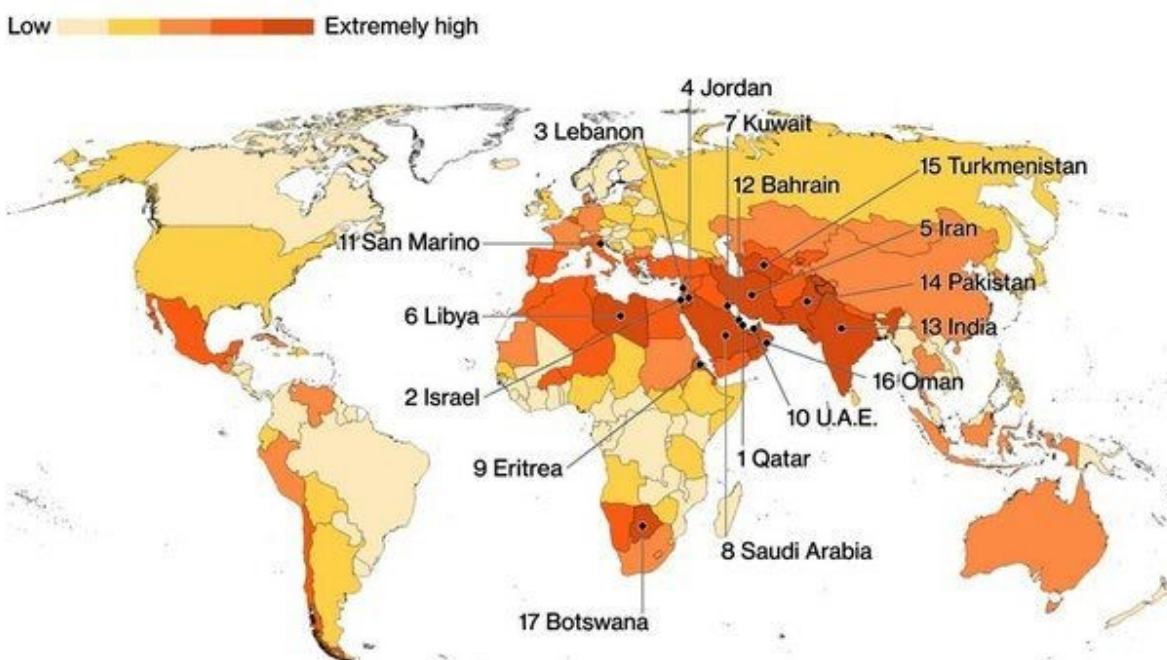 Low Extremely high
4 Jordan
3 Lebanon
7 Kuwait
15 Turkmenistan
12 Bahrain
11 San Marino
5 Iran
14 Pakistan
6 Libya
13 India
16 Oman
2 Israel
10 U.A.E.
9 Eritrea
1 Qatar
8 Saudi Arabia
17 Botswana